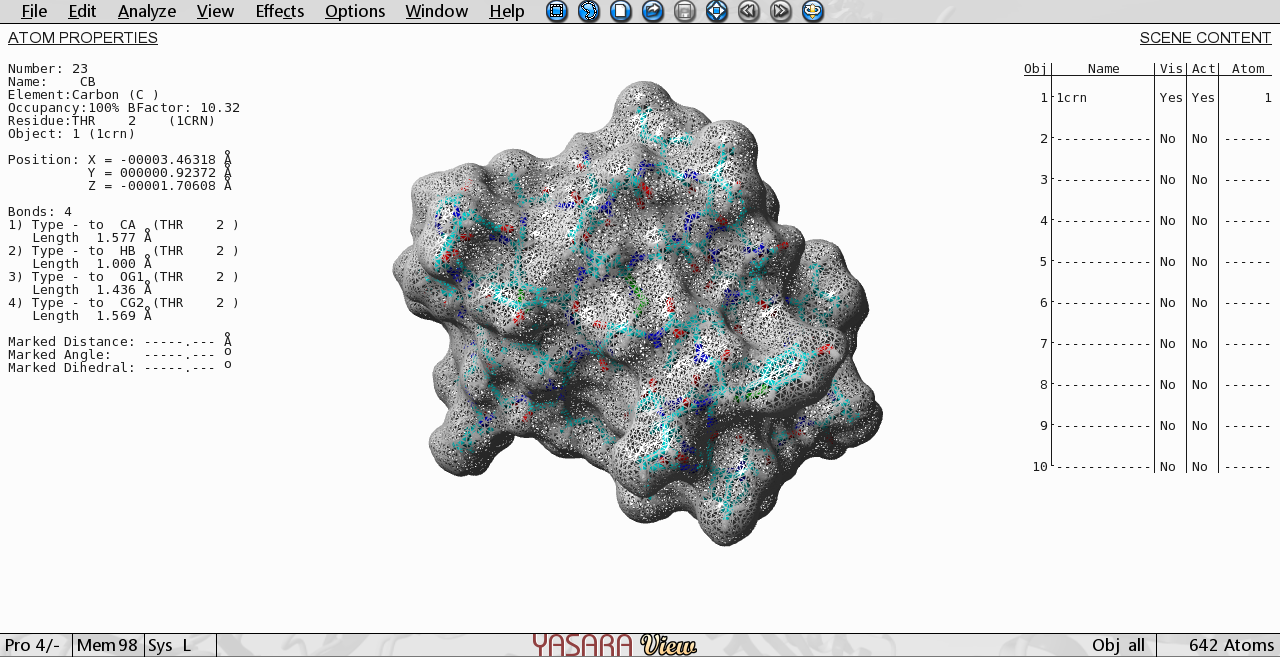 File Edit Analyze View Effects Options Window Help
ATOM PROPERTIES
SCENE CONTENT
Number: 23
Name:    CB
Element:Carbon (C )
Occupancy:100% BFactor: 10.32
Residue:THR    2    (1CRN)
Object: 1 (1crn)
Position: X = -00003.46318 Å
Y = 000000.92372 Å
Z = -00001.70608 Å
Bonds: 4
1) Type - to  CA  (THR    2 )
Length  1.577 Å
2) Type - to  HB  (THR    2 )
Length  1.000 Å
3) Type - to  OG1 (THR    2 )
Length  1.436 Å
4) Type - to  CG2 (THR    2 )
Length  1.569 Å
Marked Distance: -----.--- Å
Marked Angle:    -----.--- o
Marked Dihedral: -----.--- o
Obj Name Vis Act Atom
1 1crn Yes Yes 1
2 ------------ No No ------
3 ------------ No No ------
4 ------------ No No ------
5 ------------ No No ------
6 ------------ No No ------
7 ------------ No No ------
8 ------------ No No ------
9 ------------ No No ------
10 ------------ No No ------
Pro 4/- Mem 98 Sys L YASARA View Obj all 642 Atoms